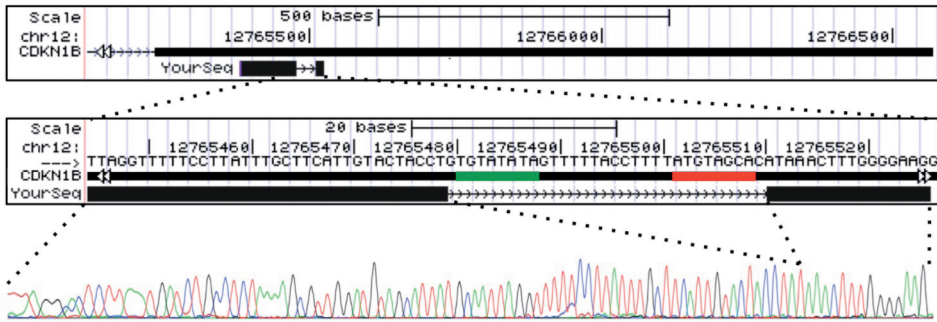 Scale 500 bases
chr12: 12765500 12766000 12766500
CDKN1B
YourSeq
Scale 20 bases
chr12: 12765460 12765470 12765480 12765490 12765500 12765510 12765520
---> TTAGGTTTTTCCTTATTTGCTTCATTGTACTACCTGTGTATATAGTTTTTACCTTTTATGTAGCACATAAACTTTGGGGAAGG
CDKN1B
YourSeq